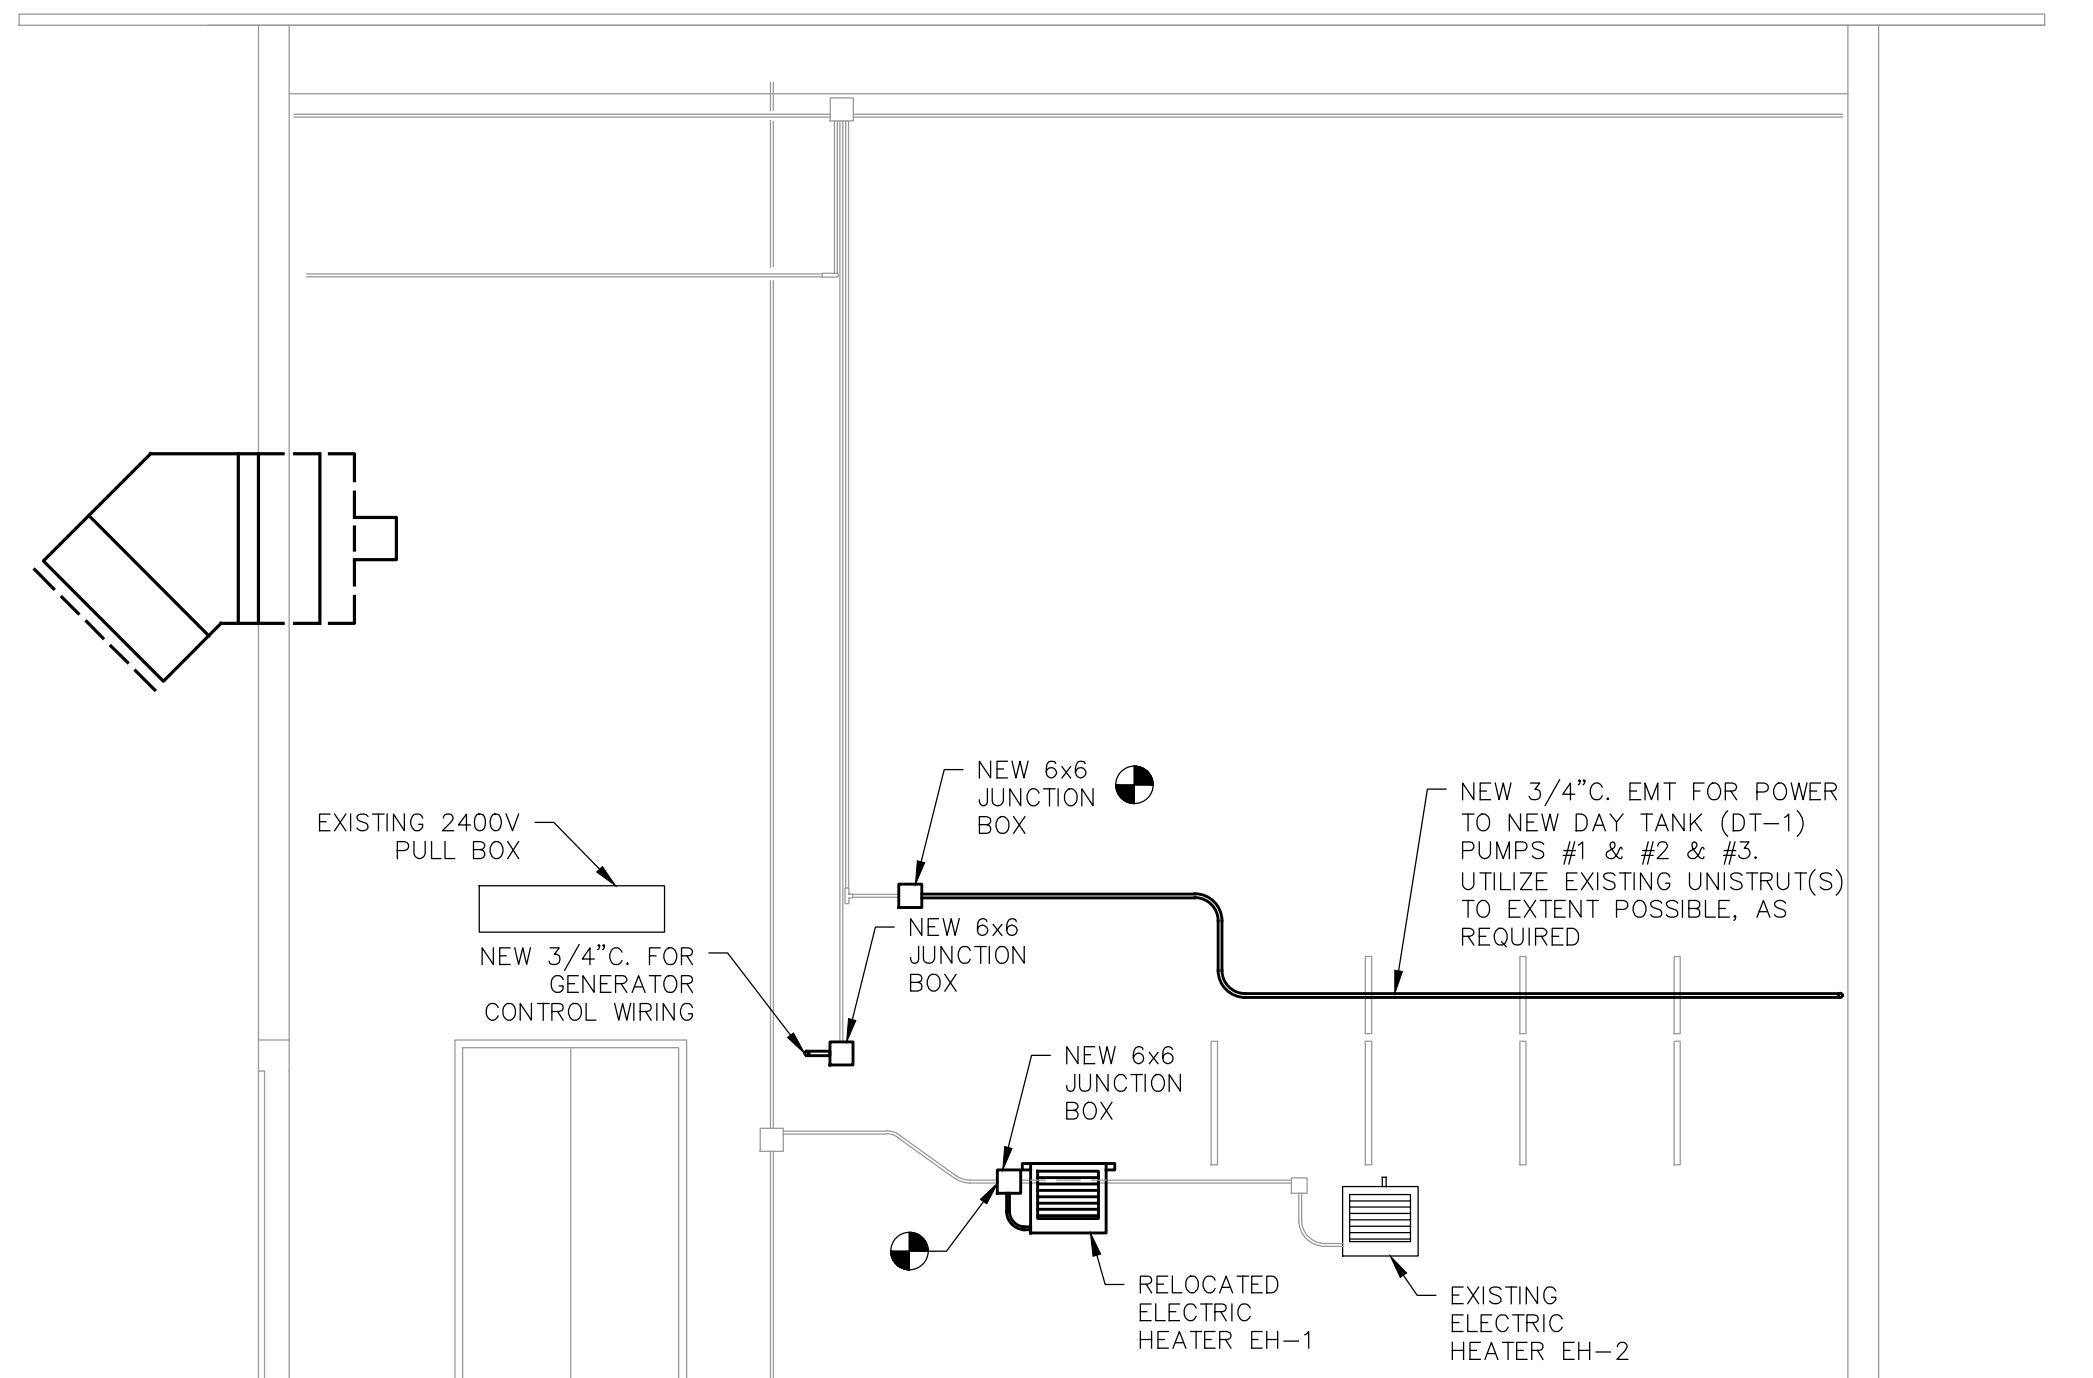 NEW 6x6
JUNCTION
BOX
NEW 3/4”C. EMT FOR POWER
TO NEW DAY TANK (DT-1)
PUMPS #1 & #2 & #3.
UTILIZE EXISTING UNISTRUT(S)
TO EXTENT POSSIBLE, AS
REQUIRED
EXISTING 2400V
PULL BOX
NEW 6x6
JUNCTION
BOX
NEW 3/4”C. FOR
GENERATOR
CONTROL WIRING
NEW 6x6
JUNCTION
BOX
RELOCATED
ELECTRIC
HEATER EH-1
EXISTING
ELECTRIC
HEATER EH-2